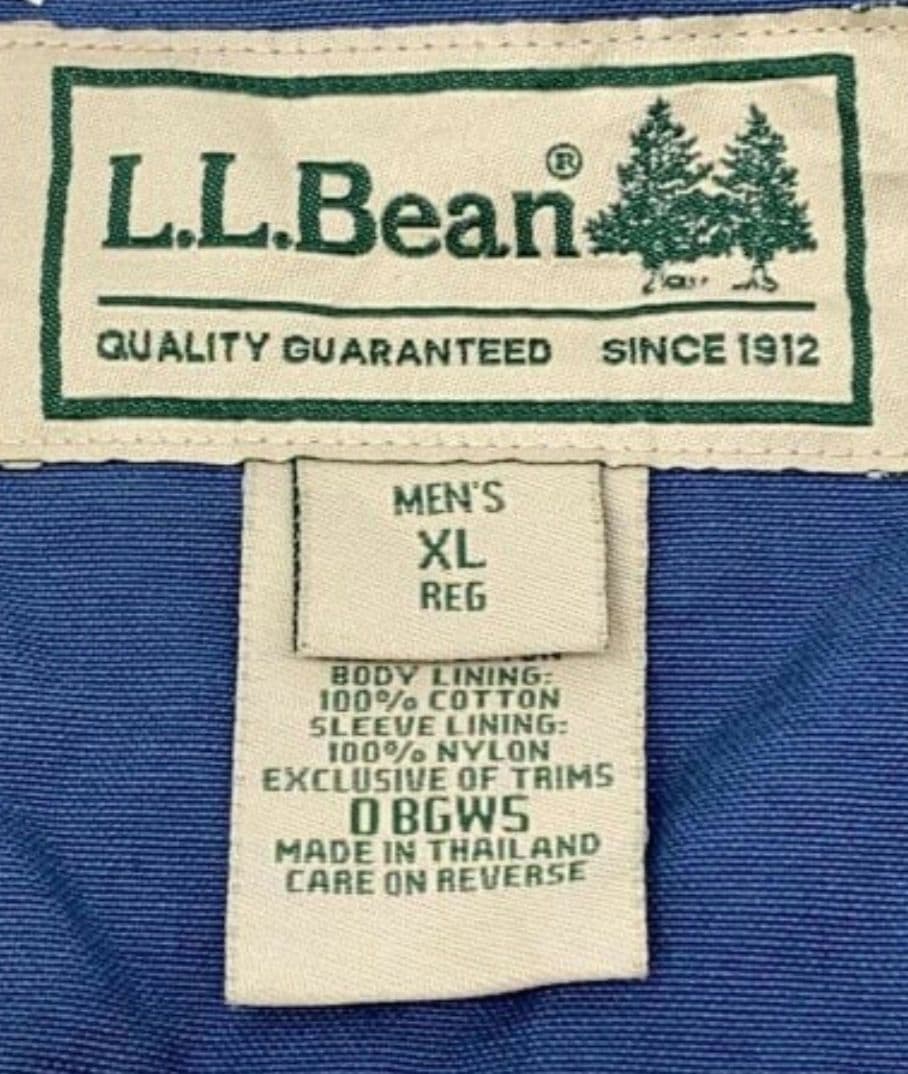 L.L.Bean®
QUALITY GUARANTEED SINCE 1912
MEN'S
XL
REG
BODY LINING:
100% COTTON
SLEEVE LINING:
100% NYLON
EXCLUSIVE OF TRIMS
0 BGW5
MADE IN THAILAND
CARE ON REVERSE